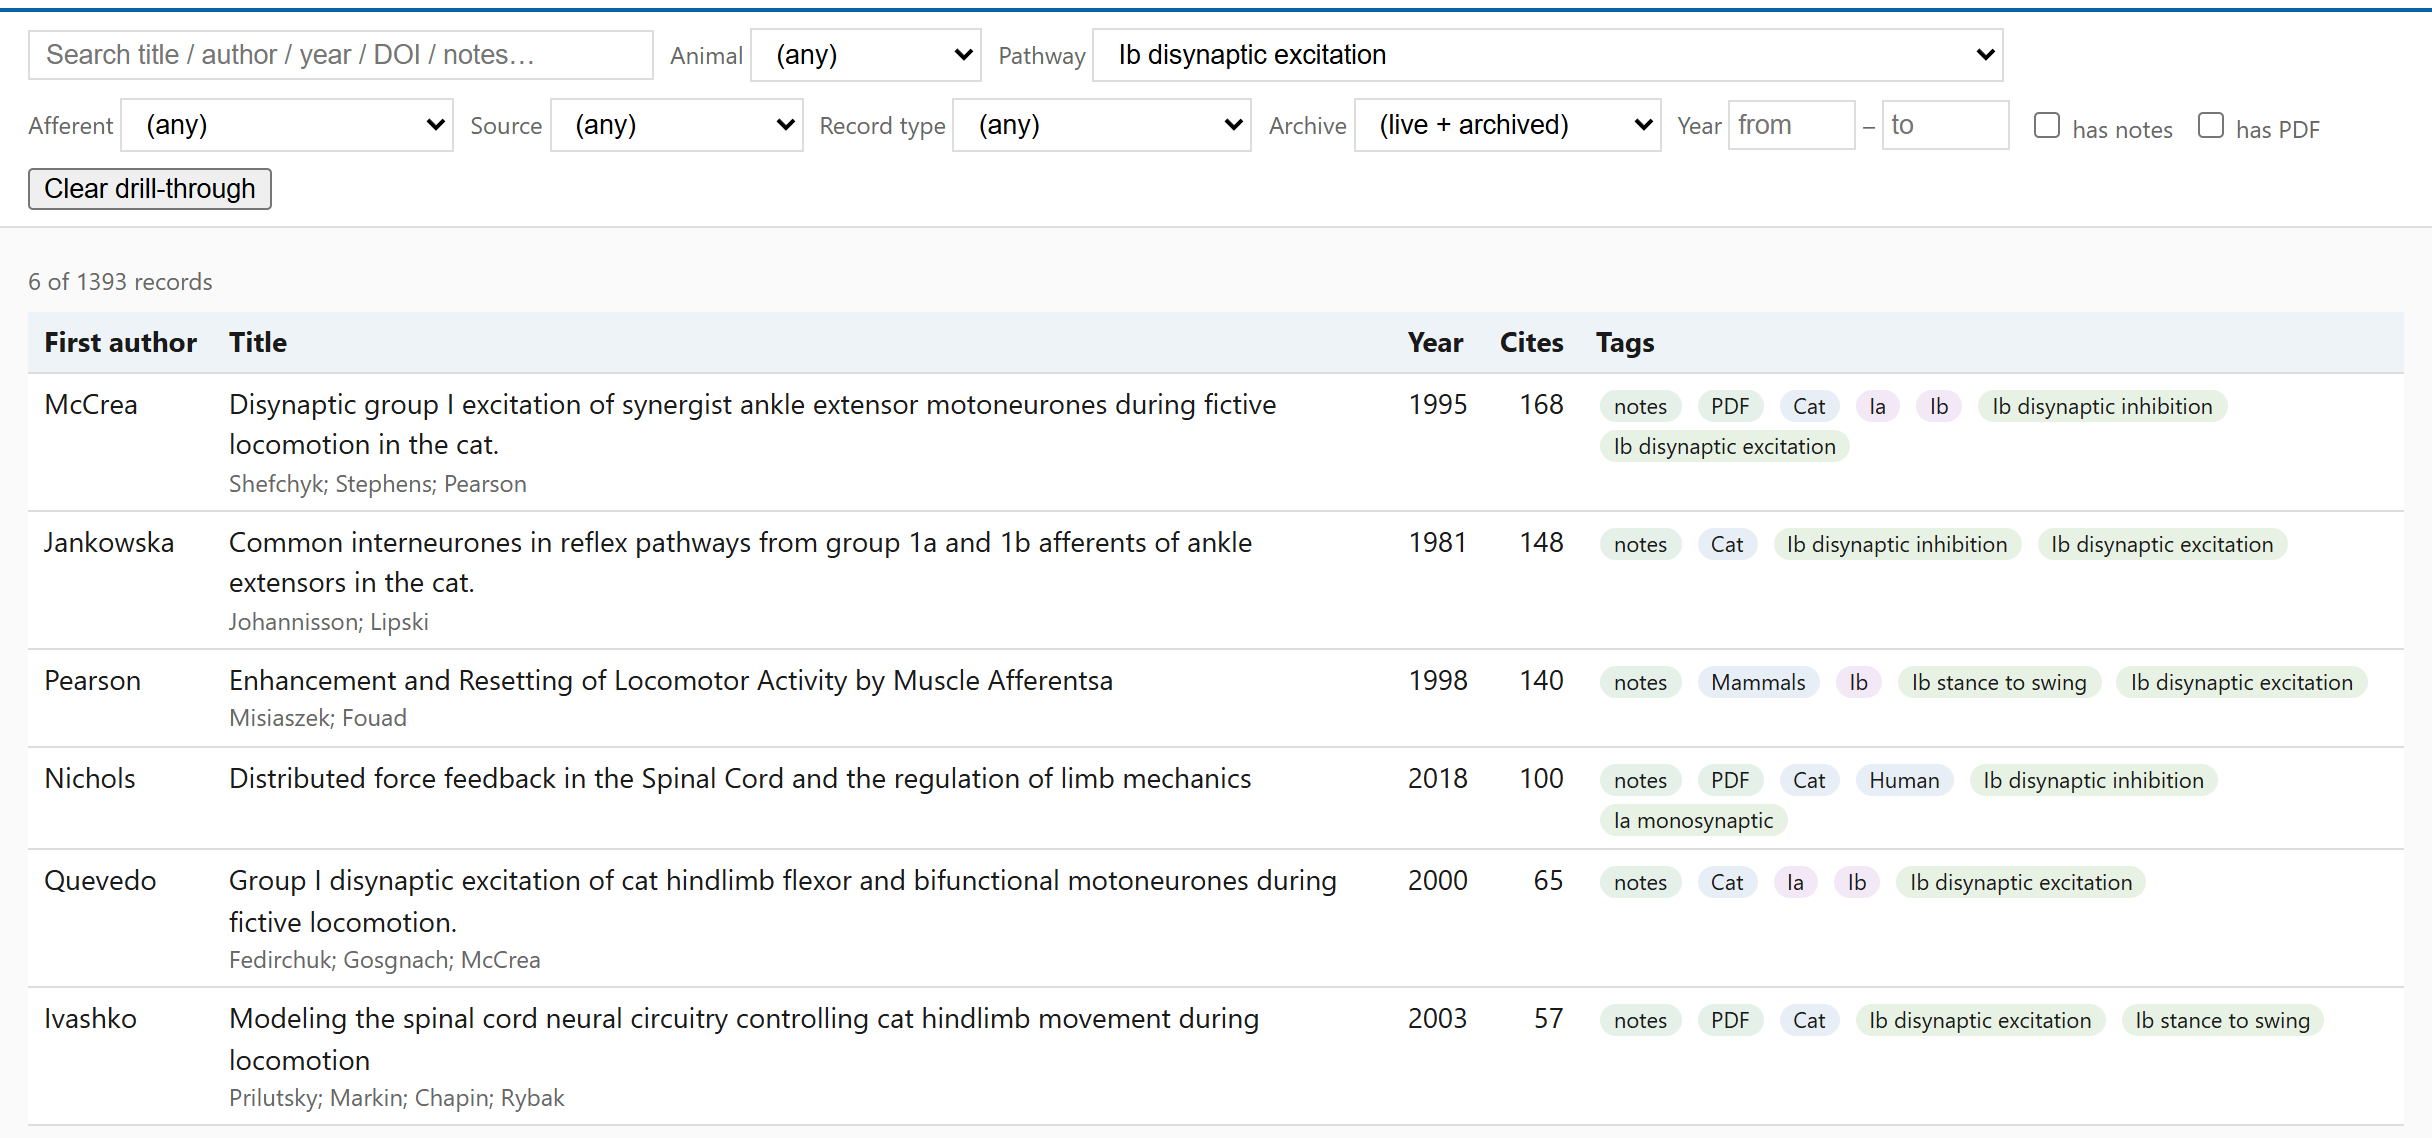 Search title / author / year / DOI / notes… Animal (any) Pathway Ib disynaptic excitation
Afferent (any) Source (any) Record type (any) Archive (live + archived) Year from – to has notes has PDF
Clear drill-through
6 of 1393 records
First author Title Year Cites Tags
McCrea Disynaptic group I excitation of synergist ankle extensor motoneurones during fictive 1995 168 notes PDF Cat Ia Ib Ib disynaptic inhibition
locomotion in the cat. Ib disynaptic excitation
Shefchyk; Stephens; Pearson
Jankowska Common interneurones in reflex pathways from group 1a and 1b afferents of ankle 1981 148 notes Cat Ib disynaptic inhibition Ib disynaptic excitation
extensors in the cat.
Johannisson; Lipski
Pearson Enhancement and Resetting of Locomotor Activity by Muscle Afferentsa 1998 140 notes Mammals Ib Ib stance to swing Ib disynaptic excitation
Misiaszek; Fouad
Nichols Distributed force feedback in the Spinal Cord and the regulation of limb mechanics 2018 100 notes PDF Cat Human Ib disynaptic inhibition
Ia monosynaptic
Quevedo Group I disynaptic excitation of cat hindlimb flexor and bifunctional motoneurones during 2000 65 notes Cat Ia Ib Ib disynaptic excitation
fictive locomotion.
Fedirchuk; Gosgnach; McCrea
Ivashko Modeling the spinal cord neural circuitry controlling cat hindlimb movement during 2003 57 notes PDF Cat Ib disynaptic excitation Ib stance to swing
locomotion
Prilutsky; Markin; Chapin; Rybak